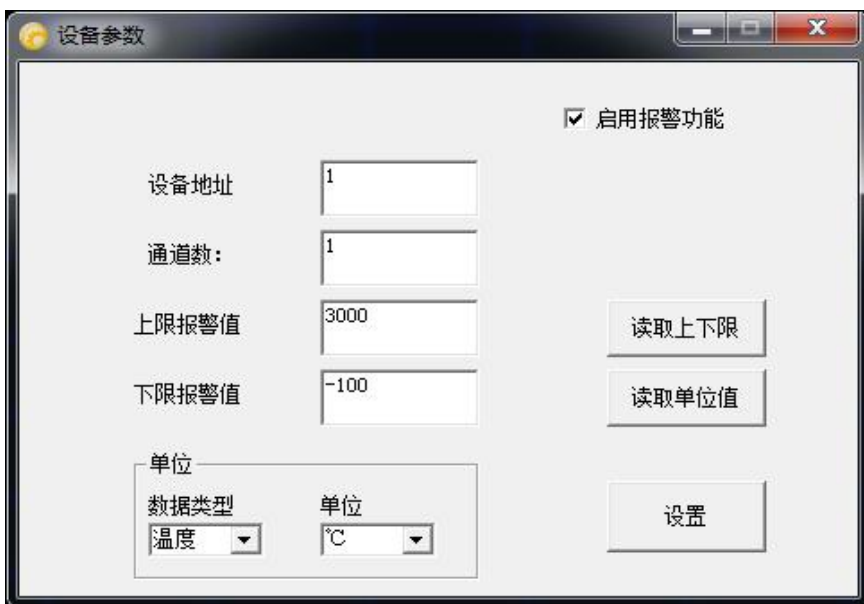 设备参数
启用报警功能
设备地址 1
通道数: 1
上限报警值 3000 读取上下限
下限报警值 -100 读取单位值
单位
数据类型 单位
温度 ℃
设置